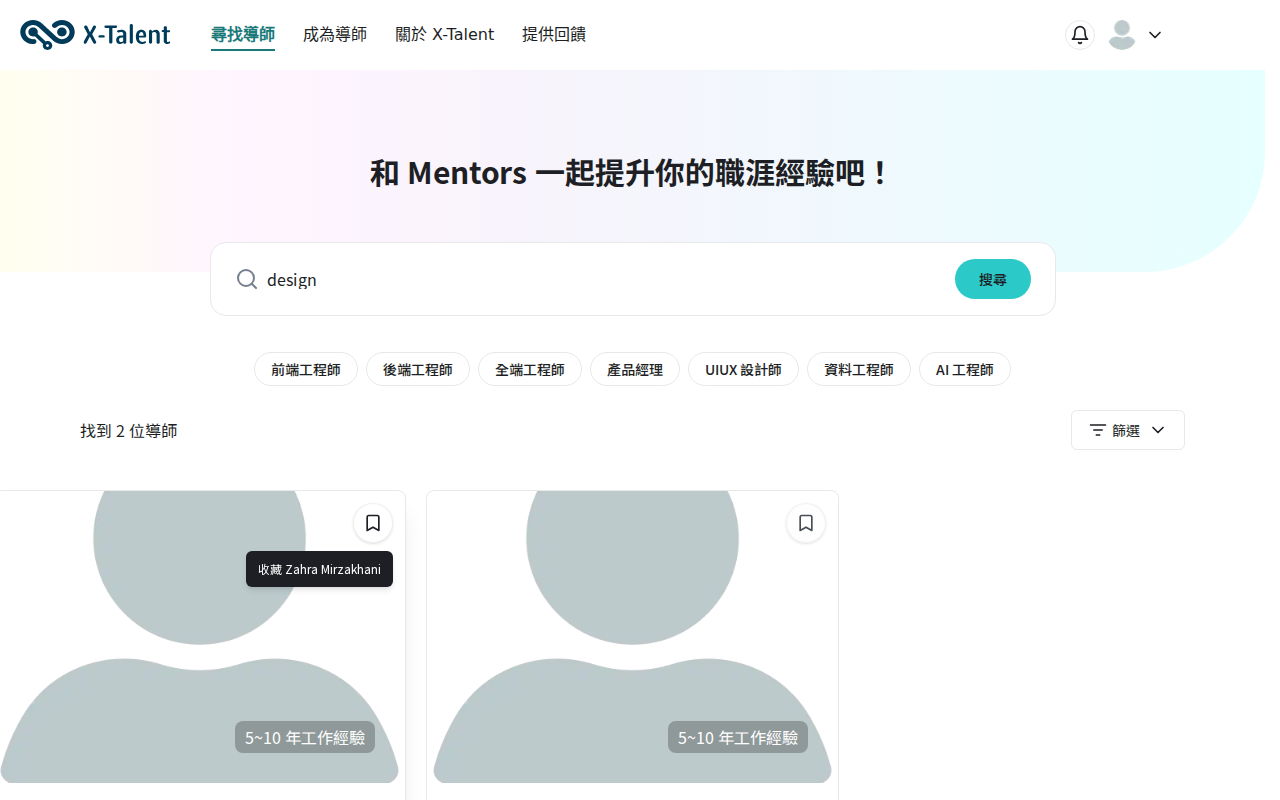 X-Talent
尋找導師
成為導師
關於 X-Talent
提供回饋
和 Mentors 一起提升你的職涯經驗吧！
design
搜尋
前端工程師
後端工程師
全端工程師
產品經理
UIUX 設計師
資料工程師
AI 工程師
找到 2 位導師
篩選
收藏 Zahra Mirzakhani
5~10 年工作經驗
5~10 年工作經驗